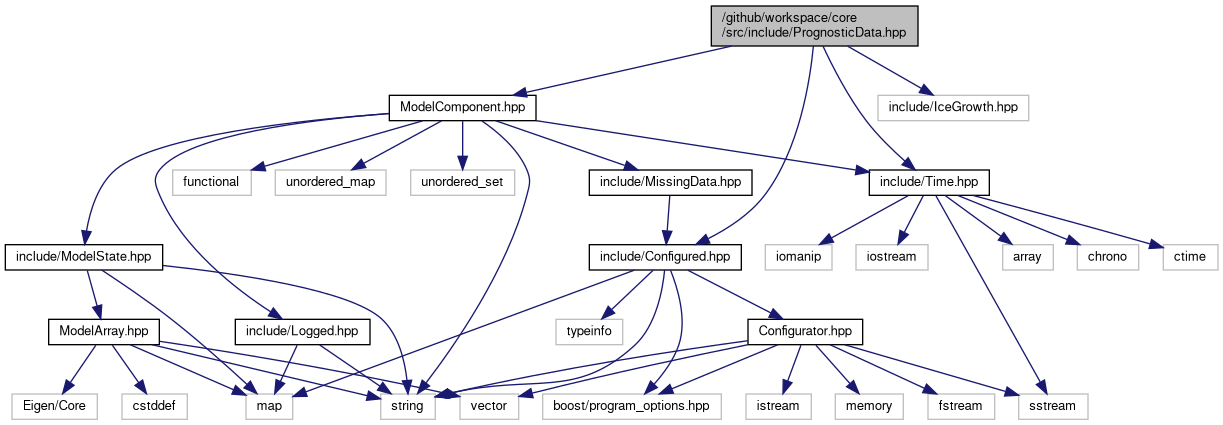 /github/workspace/core
/src/include/PrognosticData.hpp
ModelComponent.hpp
include/IceGrowth.hpp
functional
unordered_map
unordered_set
include/MissingData.hpp
include/Time.hpp
include/ModelState.hpp
include/Configured.hpp
iomanip
iostream
array
chrono
ctime
ModelArray.hpp
include/Logged.hpp
typeinfo
Configurator.hpp
Eigen/Core
cstddef
map
string
vector
boost/program_options.hpp
istream
memory
fstream
sstream